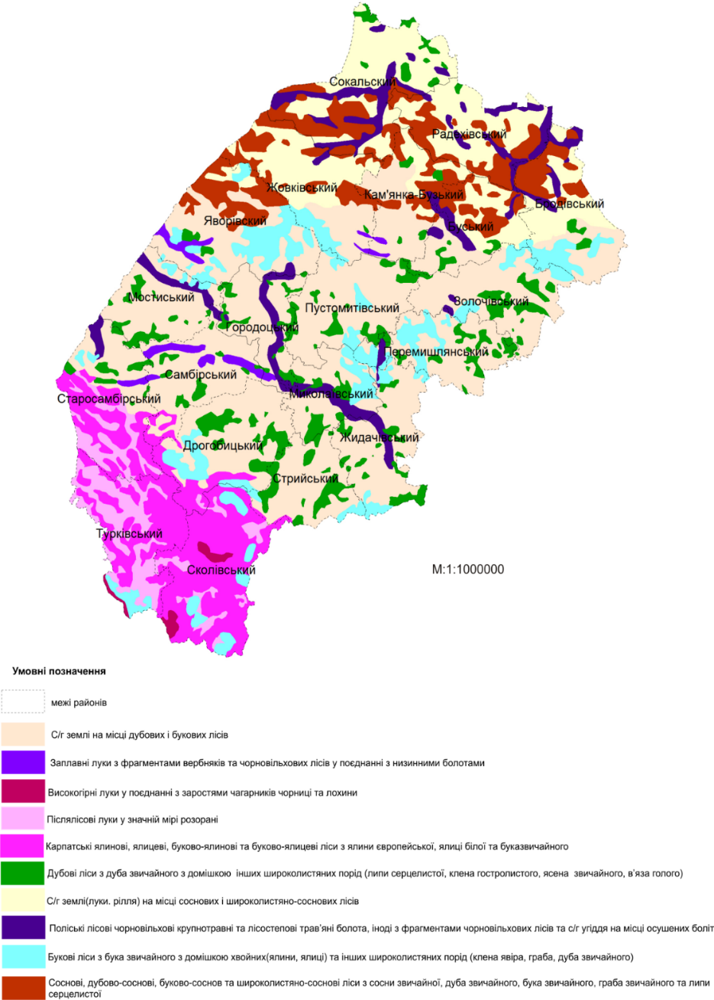 Сокальский
Радехівський
Жовківський
Кам'янка-Бузький
Бродівський
Яворівский
Буський
Мостиський
Золочівський
Пустомитівський
Городоцький
Перемишлянський
Самбірський
Старосамбірський
Миколаївський
Жидачівський
Дрогобицький
Стрийський
Турківський
Сколівський
М:1:1000000
Умовні позначення
межі районів
С/г землі на місці дубових і букових лісів
Заплавні луки з фрагментами вербняків та чорновільхових лісів у поєднанні з низинними болотами
Високогірні луки у поєднанні з заростями чагарників чорниці та лохини
Післялісові луки у значній мірі розорані
Карпатські ялинові, ялицеві, буково-ялинові та буково-ялицеві ліси з ялини європейської, ялиці білої та буказвичайного
Дубові ліси з дуба звичайного з домішкою інших широколистяних порід (липи серцелистої, клена гостролистого, ясена звичайного, в'яза голого)
С/г землі(луки. рілля) на місці соснових і широколистяно-соснових лісів
Поліські лісові чорновільхові крупнотравні та лісостепові трав'яні болота, іноді з фрагментами чорновільхових лісів та с/г угіддя на місці осушених боліт
Букові ліси з бука звичайного з домішкою хвойних(ялини, ялиці) та інших широколистяних порід (клена явіра, граба, дуба звичайного)
Соснові, дубово-соснові, буково-соснов та широколистяно-соснові ліси з сосни звичайної, дуба звичайного, бука звичайного, граба звичайного та липи
серцелистої